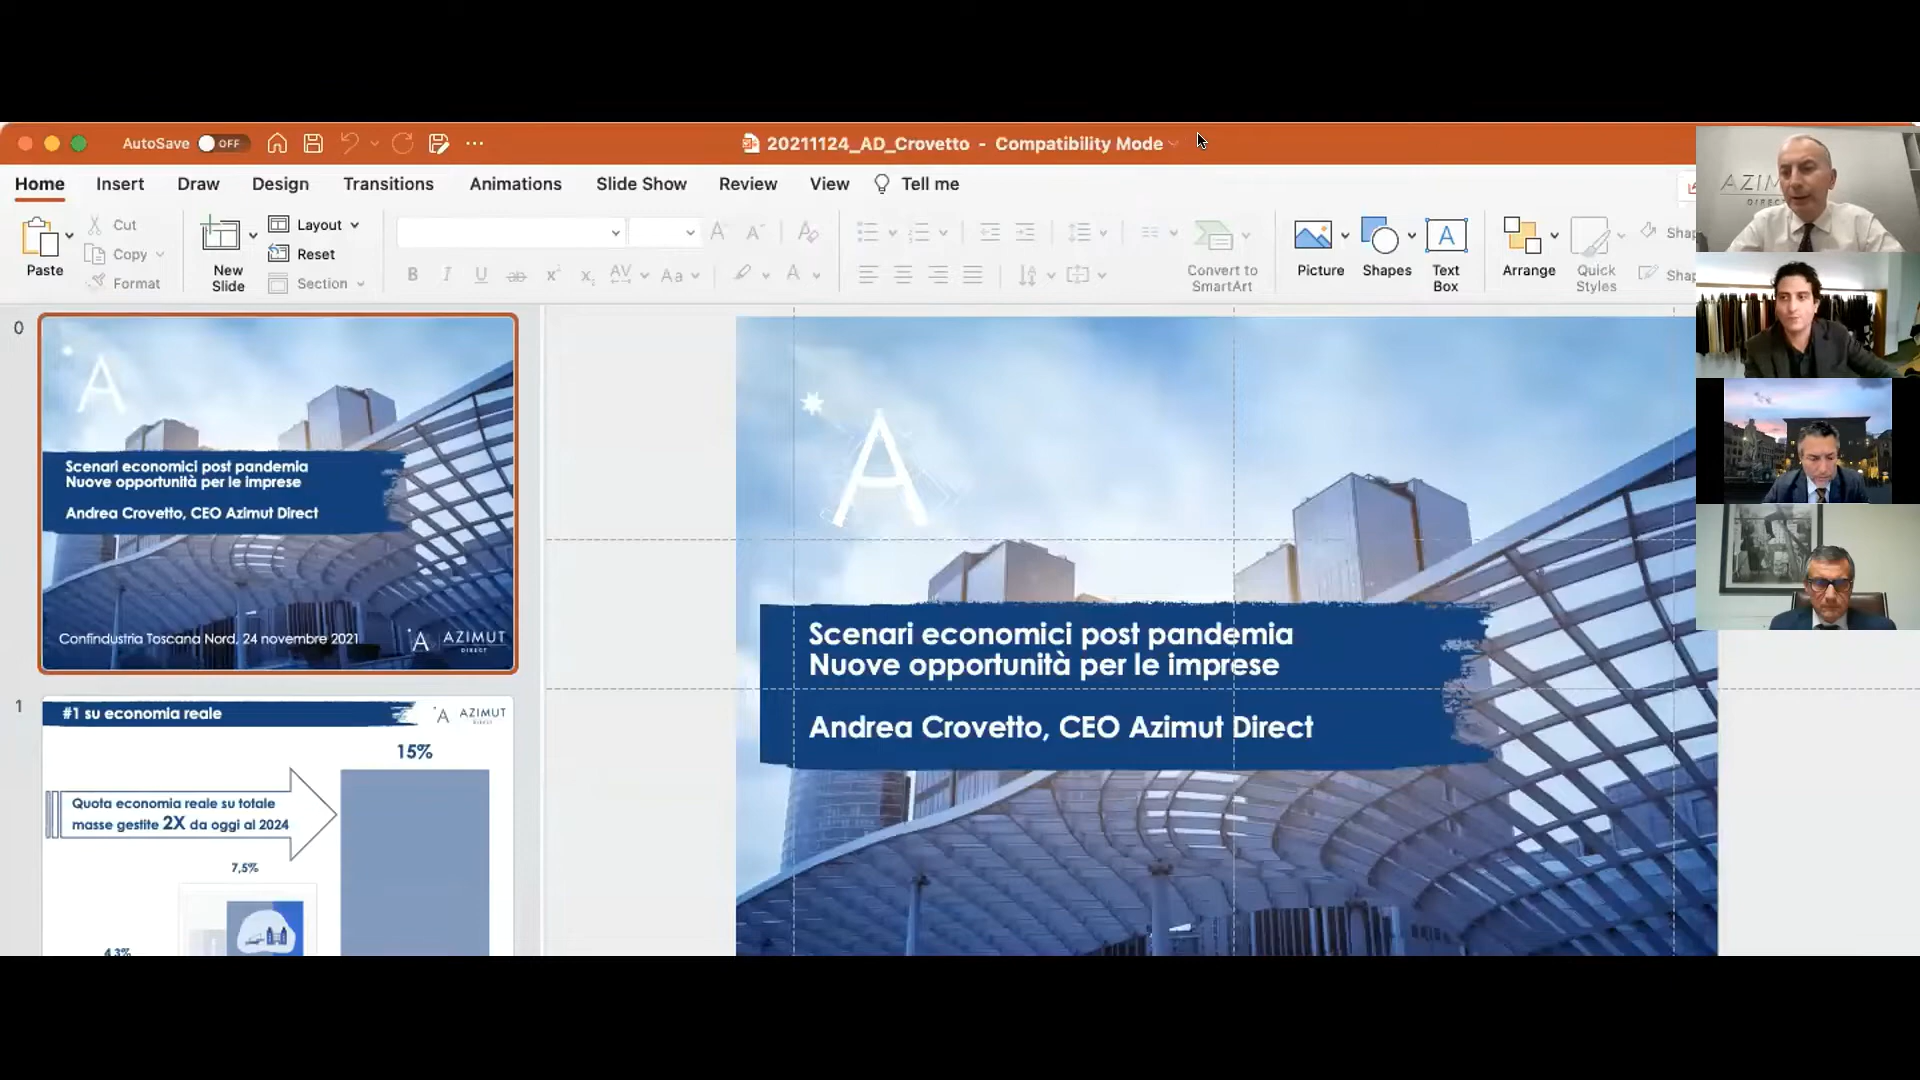 AutoSave OFF
20211124_AD_Crovetto - Compatibility Mode
Home Insert Draw Design Transitions Animations Slide Show Review View Tell me
Paste
Cut
Copy
Format
New
Slide
Layout
Reset
Section
Convert to
SmartArt
Picture
Shapes
Text
Box
Arrange
Quick
Styles
0
Scenari economici post pandemia
Nuove opportunità per le imprese
Andrea Crovetto, CEO Azimut Direct
Confindustria Toscana Nord, 24 novembre 2021
AZIMUT
DIRECT
1
#1 su economia reale
AZIMUT
15%
Quota economia reale su totale
masse gestite 2X da oggi al 2024
7,5%
4,3%
Scenari economici post pandemia
Nuove opportunità per le imprese
Andrea Crovetto, CEO Azimut Direct